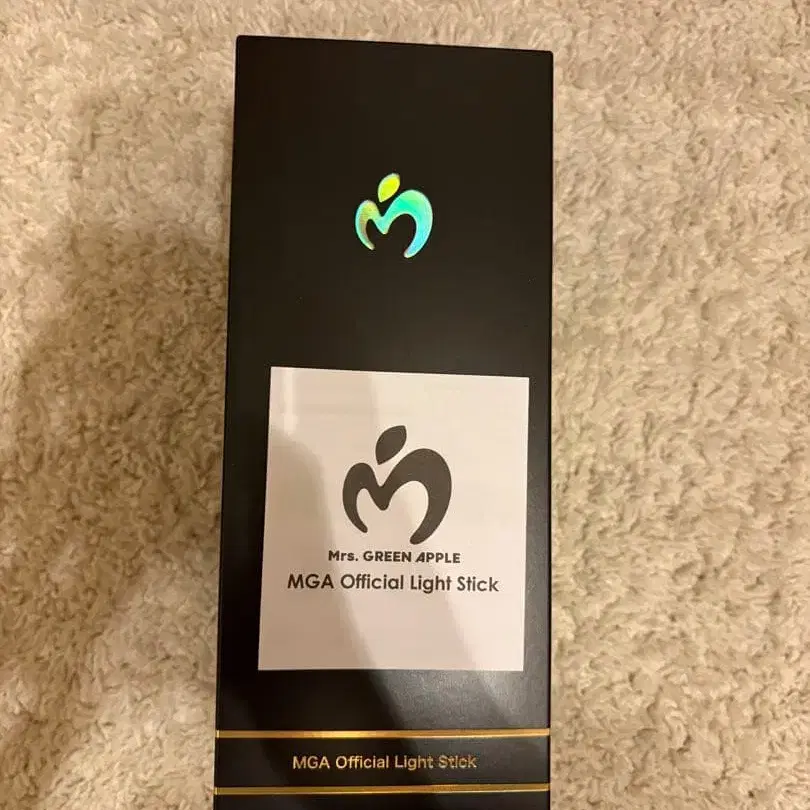 Mrs. GREEN APPLE
MGA Official Light Stick
MGA Official Light Stick